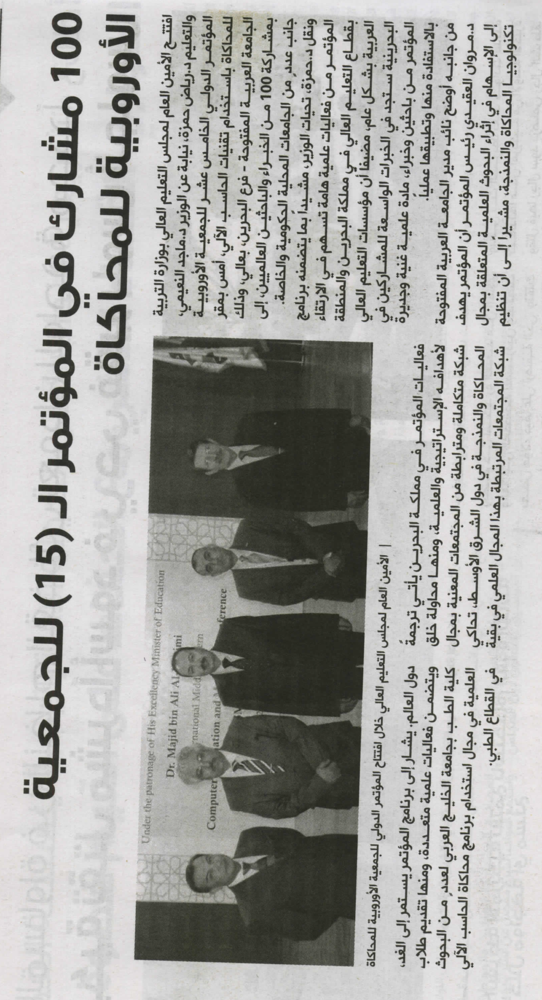 100 مشارك في المؤتمر الـ (15) للجمعية
الأوروبية للمحاكاة
افتتح الأمين العام لمجلس التعليم العالي بوزارة التربية
والتعليم د.رياض حمزة، نيابة عن الوزير د.ماجد النعيمي،
المؤتمر الدولي الخامس عشر للجمعية الأوروبية
للمحاكاة باستخدام تقنيات الحاسب الآلي، أمس بمقر
الجامعة العربية المفتوحة - فرع البحرين، بعالي، وذلك
بمشاركة 100 من الخبراء والباحثين العالميين، إلى
جانب عددٍ من الجامعات المحلية الحكومية والخاصة.
ونقل د.حمزة، تحيات الوزير، مشيداً بما يتضمنه برنامج
المؤتمر من فعاليات علمية هامة تسهم في الارتقاء
بقطاع التعليم العالي في مملكة البحرين والمنطقة
العربية بشكل عام، مضيفاً أن مؤسسات التعليم العالي
البحرينية ستجد في الخبرات الواسعة للمشاركين في
المؤتمر من باحثين وخبراء، مادة علمية غنية وجديرة
بالاستفادة منها وتطبيقها عملياً.
من جانبه أوضح نائب مدير الجامعة العربية المفتوحة
د.مروان العقيدي رئيس المؤتمر أن المؤتمر يهدف
إلى الإسهام في إثراء البحوث العلمية المتعلقة بمجال
تكنولوجيا المحاكاة والنمذجة، مشيراً إلى أن تنظيم
فعاليات المؤتمر في مملكة البحرين يأتي ترجمةً
لأهدافه الإستراتيجية والعلمية، ومنها محاولة خلق
شبكة متكاملة ومترابطة من المجتمعات المعنية بمجال
المحاكاة والنمذجة في دول الشرق الأوسط، تحاكي
شبكة المجتمعات المرتبطة بهذا المجال العلمي في بقية
دول العالم. يشار إلى برنامج المؤتمر يستمر إلى الغد،
ويتضمن فعاليات علمية متعددة، ومنها تقديم طلاب
كلية الطب بجامعة الخليج العربي لعددٍ من البحوث
العلمية في مجال استخدام برنامج محاكاة الحاسب الآلي
في القطاع الطبي.
| الأمين العام لمجلس التعليم العالي خلال افتتاح المؤتمر الدولي للجمعية الأوروبية للمحاكاة
Under the patronage of His Excellency Minister of Education
Dr. Majid bin Ali Al
Computer ation and